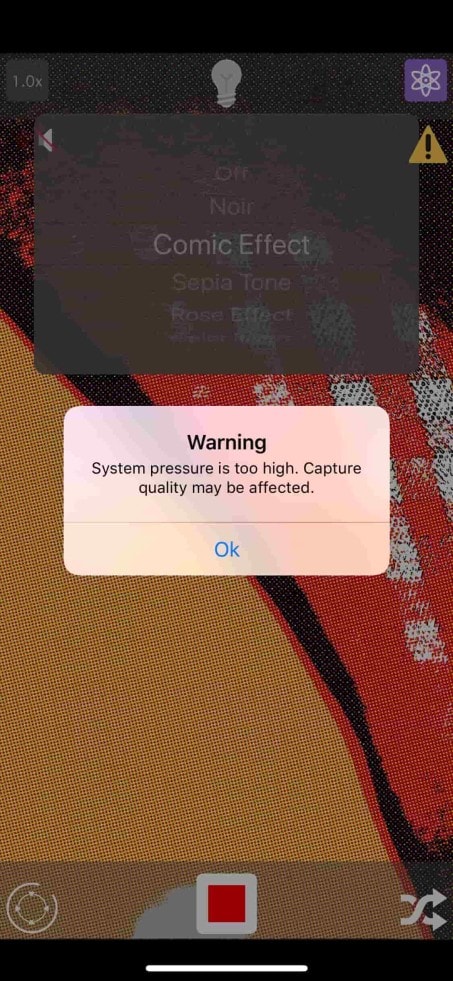 1.0x
Off
Noir
Comic Effect
Sepia Tone
Rose Effect
Warning
System pressure is too high. Capture
quality may be affected.
Ok